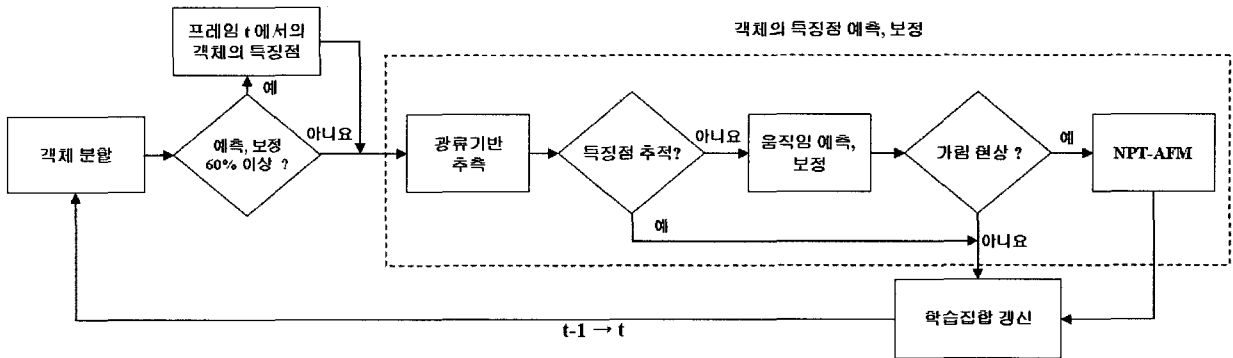 프레임 t 에서의
객체의 특징점
객체의 특징점 예측, 보정
예
객체 분할
예측, 보정
60% 이상 ?
아니요
광류기반
추측
특징점 추적?
아니요
움직임 예측,
보정
가림 현상 ?
예
NPT-AFM
예
아니요
학습집합 갱신
t-1 → t